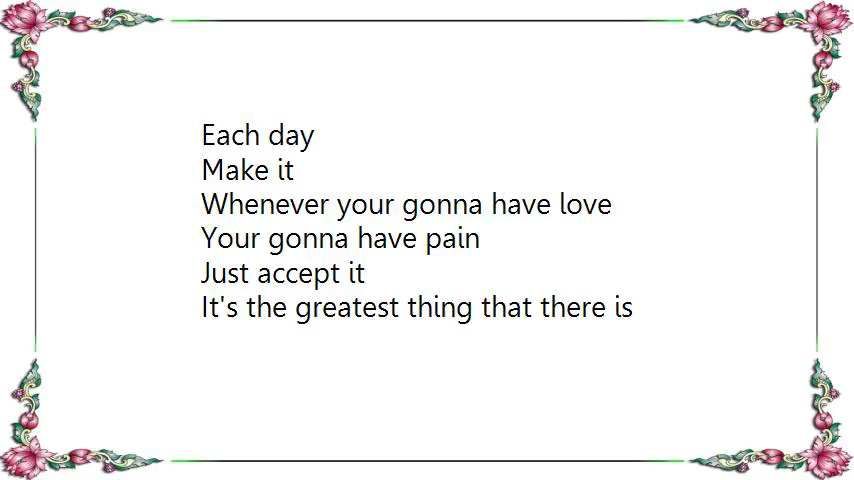 Each day
Make it
Whenever your gonna have love
Your gonna have pain
Just accept it
It's the greatest thing that there is